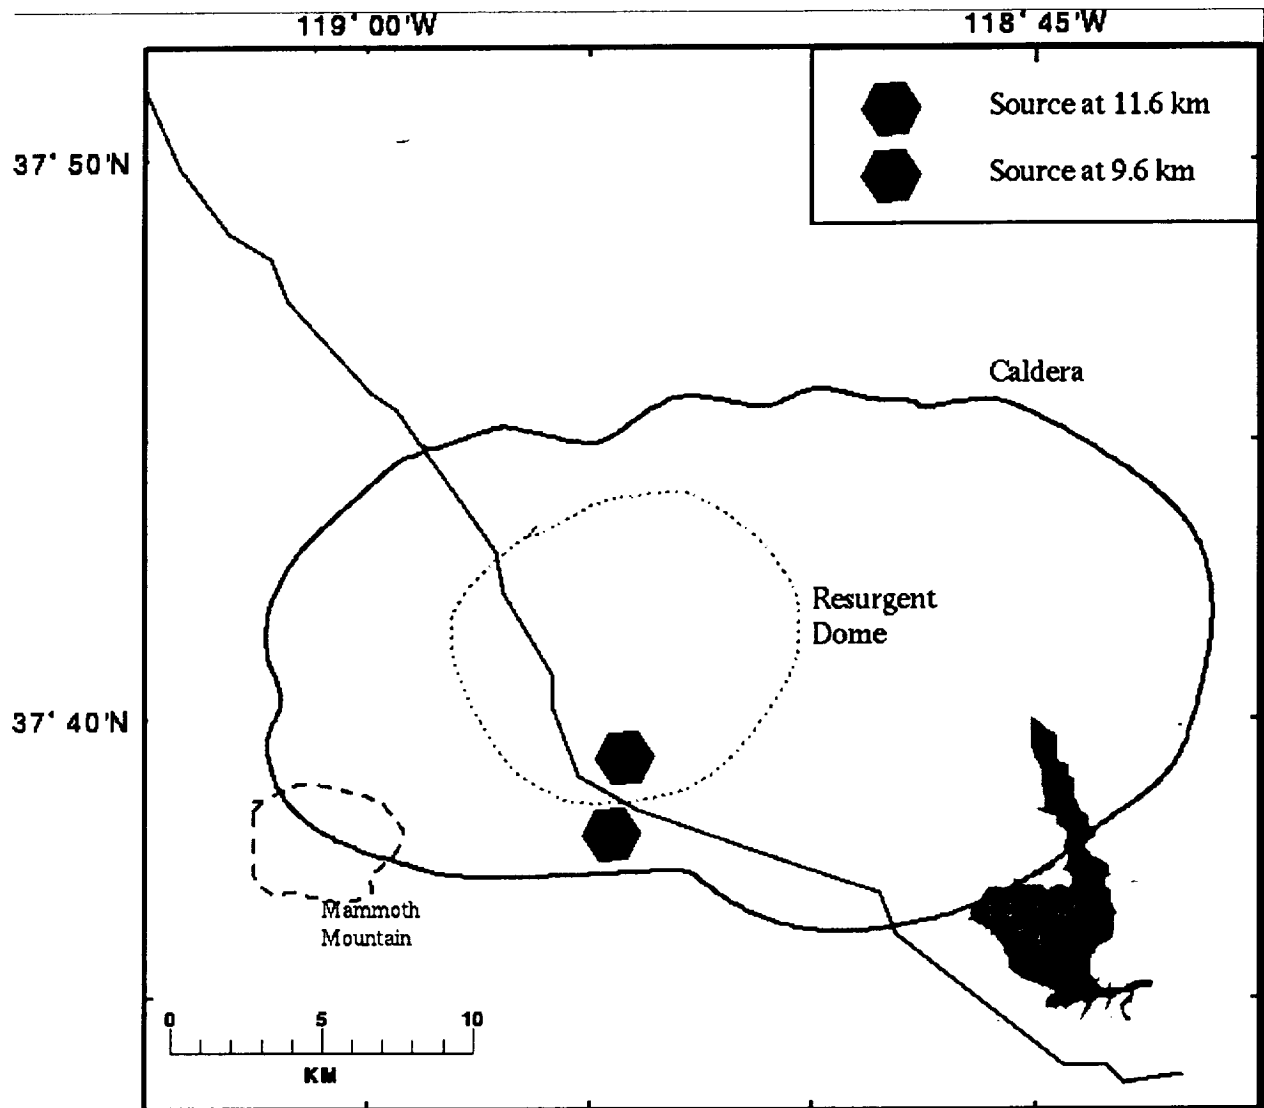 119° 00'W
118° 45'W
Source at 11.6 km
37° 50'N
Source at 9.6 km
Caldera
Resurgent
Dome
37° 40'N
Mammoth
Mountain
0 5 10
KM